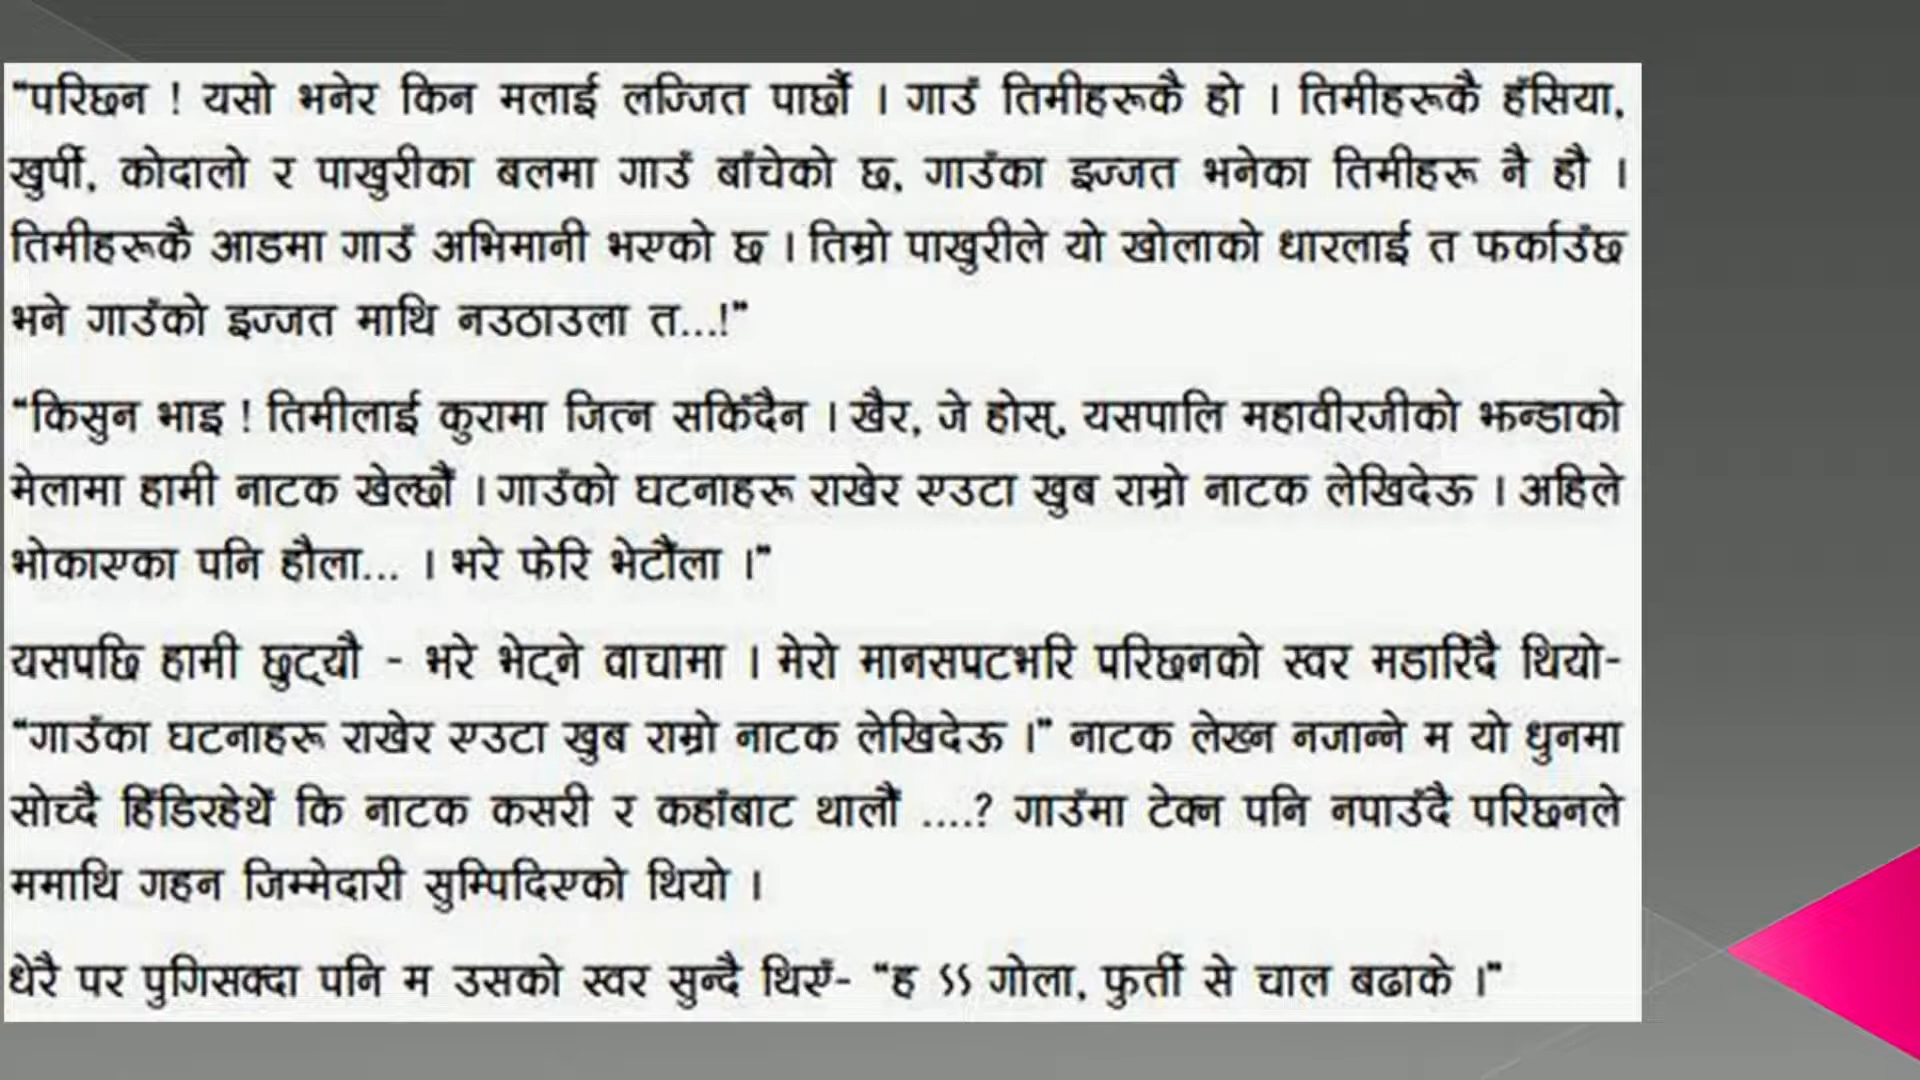 “परिछन ! यसो भनेर किन मलाई लज्जित पार्छौ । गाउँ तिमीहरूकै हो । तिमीहरूकै हँसिया,
खुर्पी, कोदालो र पाखुरीका बलमा गाउँ बाँचेको छ, गाउँका इज्जत भनेका तिमीहरू नै हौ ।
तिमीहरूकै आडमा गाउँ अभिमानी भएको छ । तिम्रो पाखुरीले यो खोलाको धारलाई त फर्काउँछ
भने गाउँको इज्जत माथि नउठाउला त...!”
“किसुन भाइ ! तिमीलाई कुरामा जित्न सकिँदैन । खैर, जे होस्, यसपालि महावीरजीको झन्डाको
मेलामा हामी नाटक खेल्छौँ । गाउँको घटनाहरू राखेर एउटा खुब राम्रो नाटक लेखिदेऊ । अहिले
भोकाएका पनि हौला... । भरे फेरि भेटौँला ।”
यसपछि हामी छुट्यौ - भरे भेट्ने वाचामा । मेरो मानसपटभरि परिछनको स्वर मडारिँदै थियो-
“गाउँका घटनाहरू राखेर एउटा खुब राम्रो नाटक लेखिदेऊ ।” नाटक लेख्न नजान्ने म यो धुनमा
सोच्दै हिँडिरहेथेँ कि नाटक कसरी र कहाँबाट थालौँ ....? गाउँमा टेक्न पनि नपाउँदै परिछनले
ममाथि गहन जिम्मेदारी सुम्पिदिएको थियो ।
धेरै पर पुगिसक्दा पनि म उसको स्वर सुन्दै थिएँ- “ह ऽऽ गोला, फुर्ती से चाल बढाके ।”